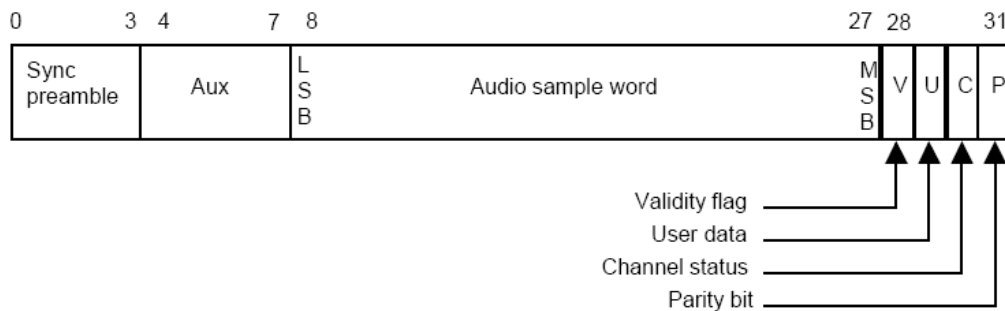 0 3 4 7 8 27 28 31
Sync
preamble
Aux
L
S
B
Audio sample word
M
S
B
V
U
C
P
Validity flag
User data
Channel status
Parity bit